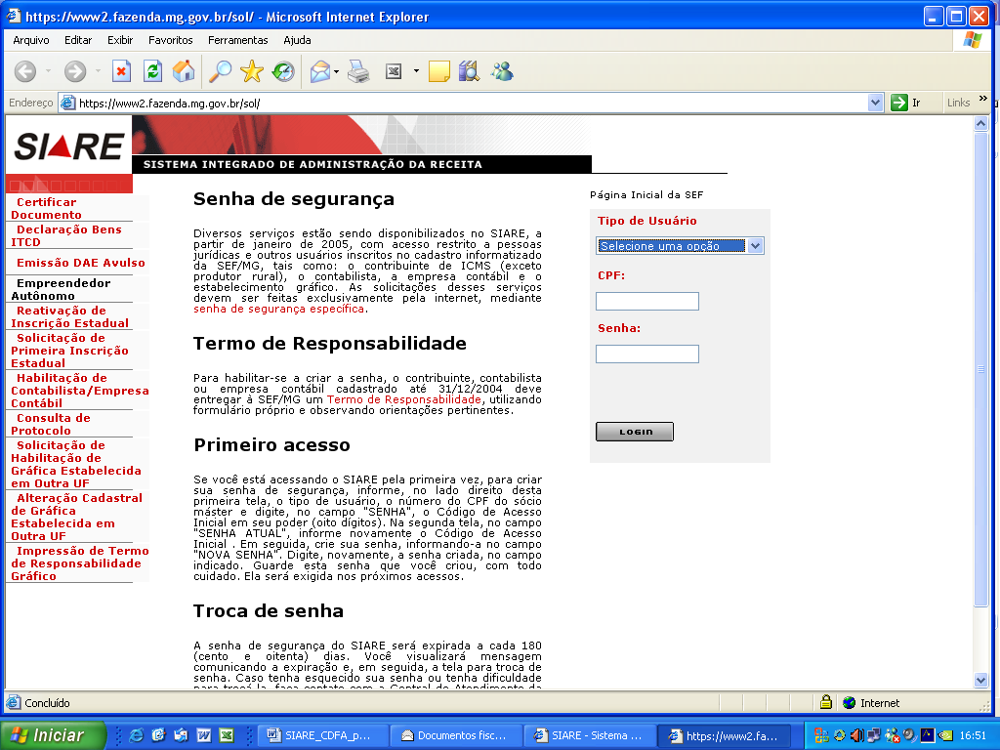 https://www2.fazenda.mg.gov.br/sol/ - Microsoft Internet Explorer
Arquivo Editar Exibir Favoritos Ferramentas Ajuda
Endereço https://www2.fazenda.mg.gov.br/sol/ Ir Links »
SIARE
SISTEMA INTEGRADO DE ADMINISTRAÇÃO DA RECEITA
Certificar
Documento
Declaração Bens
ITCD
Emissão DAE Avulso
Empreendedor
Autônomo
Reativação de
Inscrição Estadual
Solicitação de
Primeira Inscrição
Estadual
Habilitação de
Contabilista/Empresa
Contábil
Consulta de
Protocolo
Solicitação de
Habilitação de
Gráfica Estabelecida
em Outra UF
Alteração Cadastral
de Gráfica
Estabelecida em
Outra UF
Impressão de Termo
de Responsabilidade
Gráfico
Senha de segurança
Diversos serviços estão sendo disponibilizados no SIARE, a
partir de janeiro de 2005, com acesso restrito a pessoas
jurídicas e outros usuários inscritos no cadastro informatizado
da SEF/MG, tais como: o contribuinte de ICMS (exceto
produtor rural), o contabilista, a empresa contábil e o
estabelecimento gráfico. As solicitações desses serviços
devem ser feitas exclusivamente pela internet, mediante
senha de segurança específica.
Termo de Responsabilidade
Para habilitar-se a criar a senha, o contribuinte, contabilista
ou empresa contábil cadastrado até 31/12/2004 deve
entregar à SEF/MG um Termo de Responsabilidade, utilizando
formulário próprio e observando orientações pertinentes.
Primeiro acesso
Se você está acessando o SIARE pela primeira vez, para criar
sua senha de segurança, informe, no lado direito desta
primeira tela, o tipo de usuário, o número do CPF do sócio
máster e digite, no campo "SENHA", o Código de Acesso
Inicial em seu poder (oito dígitos). Na segunda tela, no campo
"SENHA ATUAL", informe novamente o Código de Acesso
Inicial . Em seguida, crie sua senha, informando-a no campo
"NOVA SENHA". Digite, novamente, a senha criada, no campo
indicado. Guarde esta senha que você criou, com todo
cuidado. Ela será exigida nos próximos acessos.
Troca de senha
A senha de segurança do SIARE será expirada a cada 180
(cento e oitenta) dias. Você visualizará mensagem
comunicando a expiração e, em seguida, a tela para troca de
senha. Caso tenha esquecido sua senha ou tenha dificuldade
para trocá-la, faça contato com a Central de Atendimento da
Página Inicial da SEF
Tipo de Usuário
Selecione uma opção
CPF:
Senha:
LOGIN
Concluído Internet
Iniciar SIARE_CDFA_p... Documentos fisc... SIARE - Sistema ... https://www2.fa... 16:51